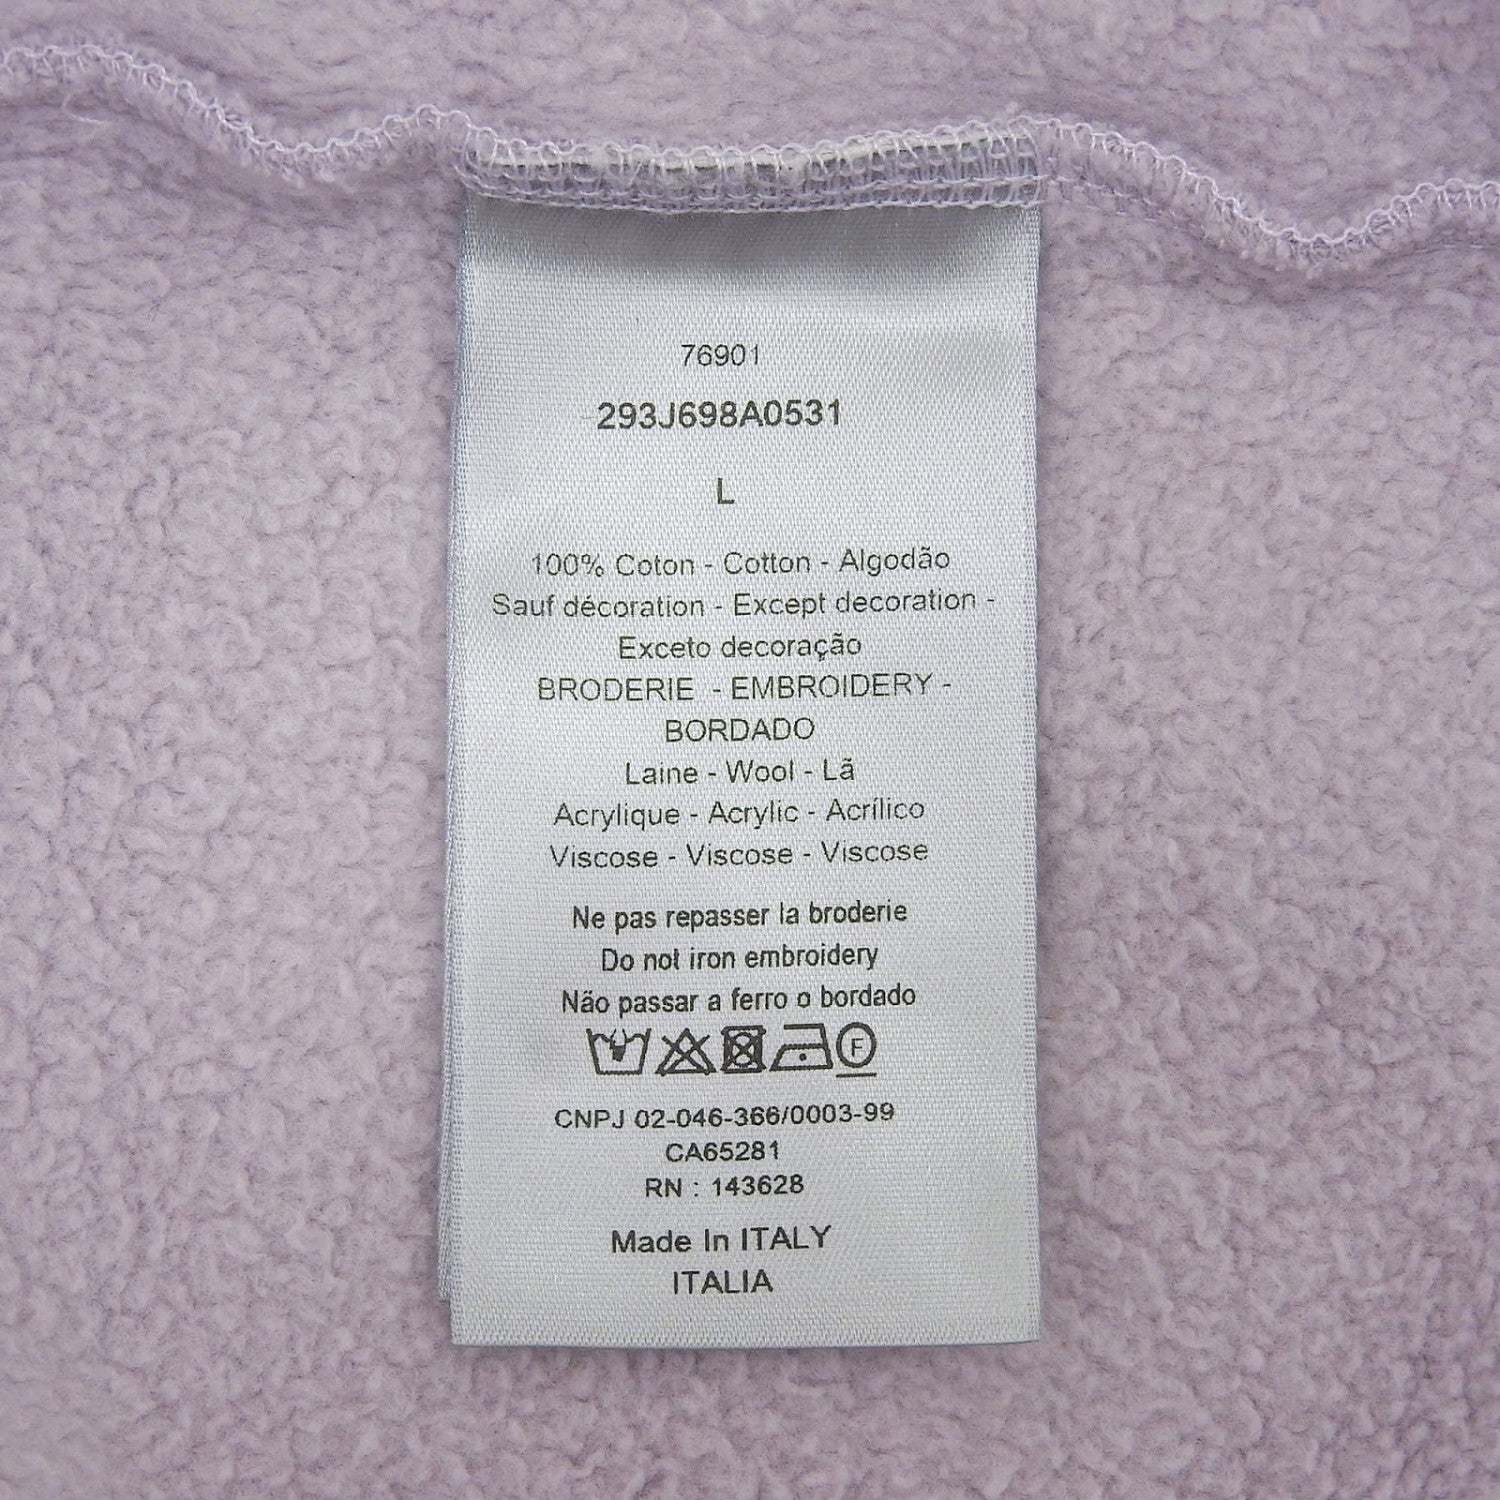 76901
293J698A0531
L
100% Coton - Cotton - Algodão
Sauf décoration - Except decoration -
Exceto decoração
BRODERIE - EMBROIDERY -
BORDADO
Laine - Wool - Lã
Acrylique - Acrylic - Acrílico
Viscose - Viscose - Viscose
Ne pas repasser la broderie
Do not iron embroidery
Não passar a ferro o bordado
F
CNPJ 02-046-366/0003-99
CA65281
RN : 143628
Made In ITALY
ITALIA